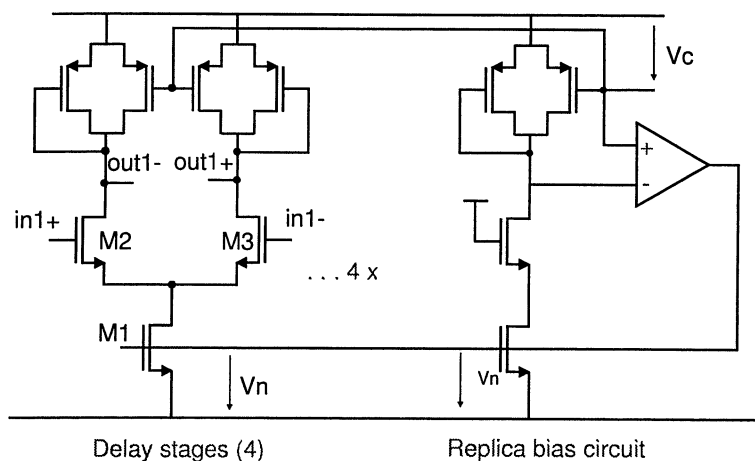 Vc
+
-
out1- out1+
in1+
M2
M3
in1-
. . . 4 x
M1
Vn
Vn
Delay stages (4)
Replica bias circuit